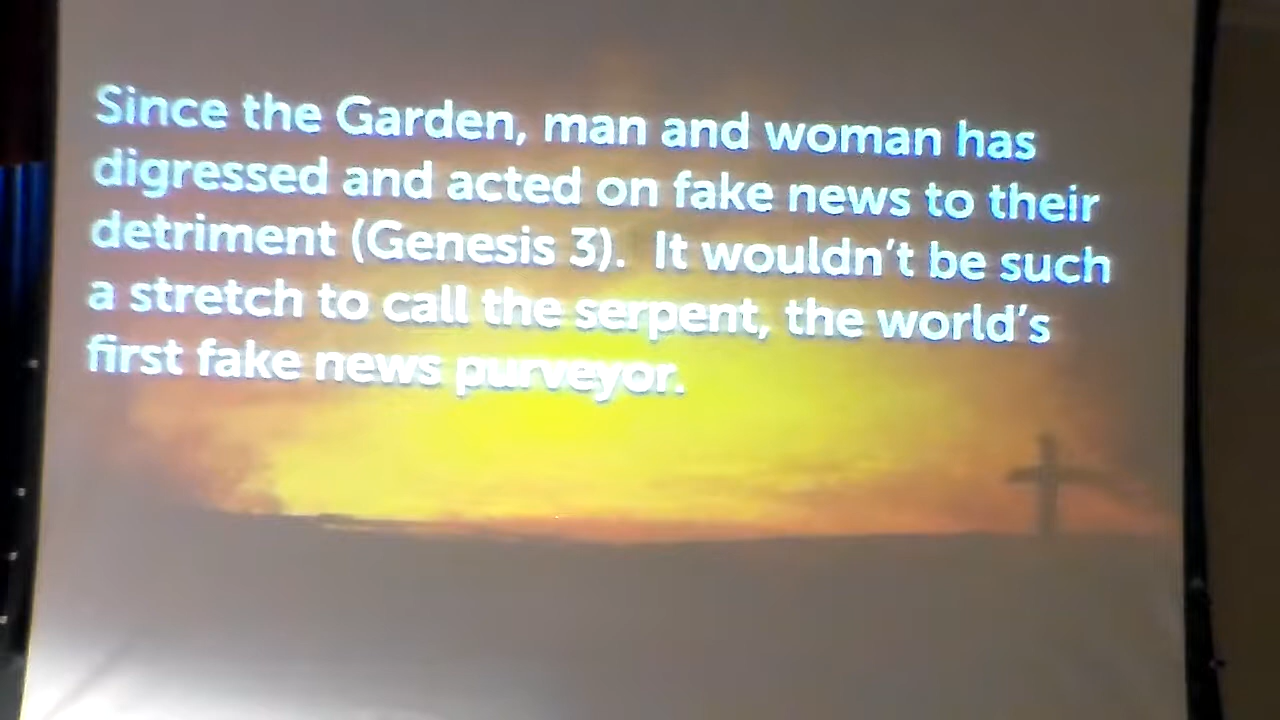 Since the Garden, man and woman has
digressed and acted on fake news to their
detriment (Genesis 3).  It wouldn't be such
a stretch to call the serpent, the world's
first fake news purveyor.